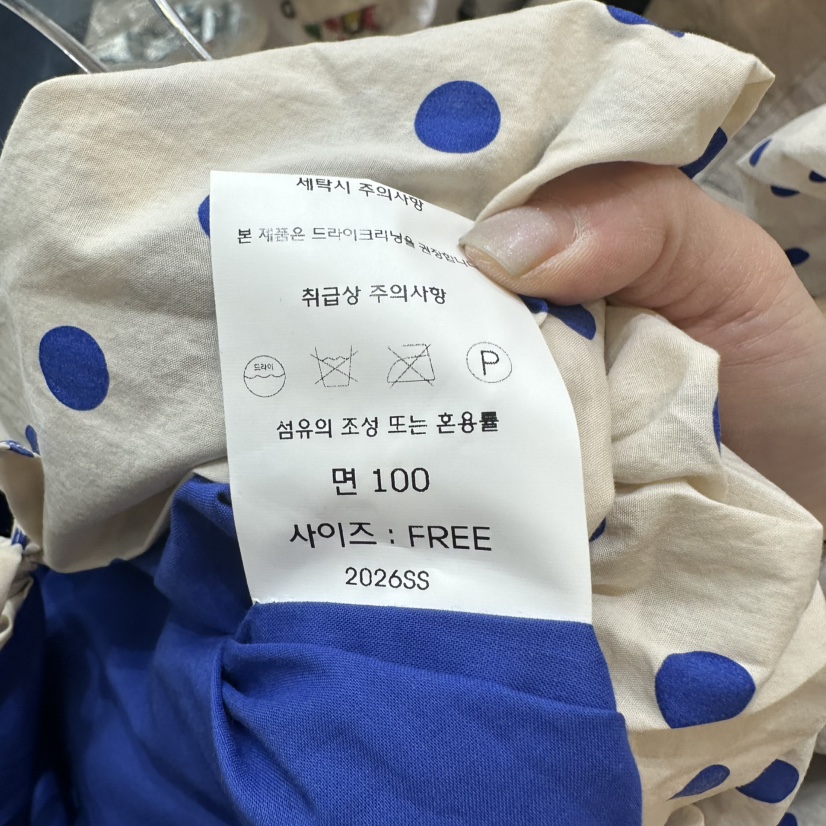 세탁시 주의사항
본 제품은 드라이크리닝을 권장합니다
취급상 주의사항
드라이
P
섬유의 조성 또는 혼용률
면 100
사이즈 : FREE
2026SS